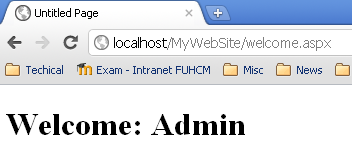 Untitled Page
localhost/MyWebSite/welcome.aspx
Techical Exam - Intranet FUHCM Misc News
Welcome: Admin